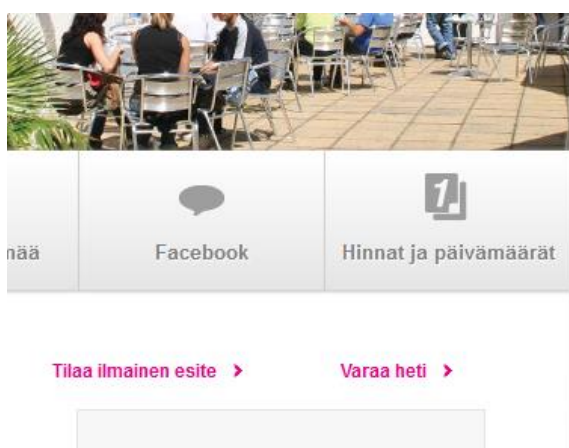 Facebook
Hinnat ja päivämäärät
Tilaa ilmainen esite
Varaa heti